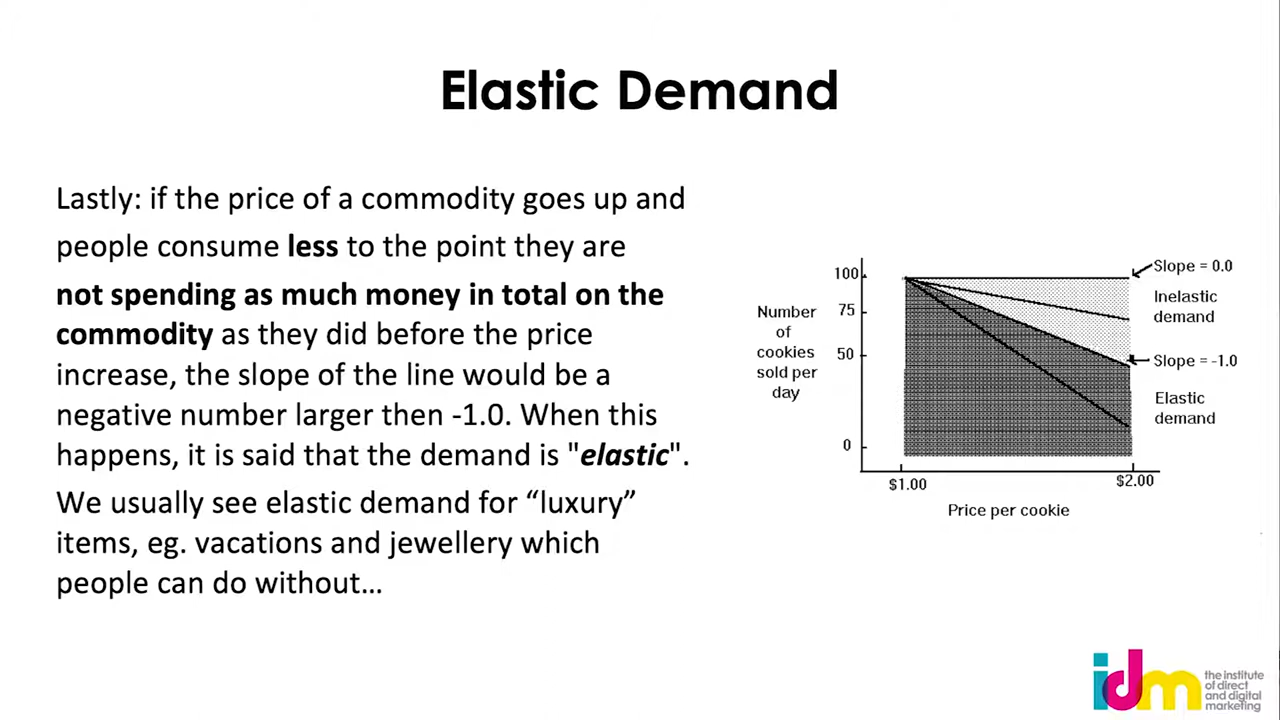 Elastic Demand
Lastly: if the price of a commodity goes up and
people consume less to the point they are
not spending as much money in total on the
commodity as they did before the price
increase, the slope of the line would be a
negative number larger then -1.0. When this
happens, it is said that the demand is "elastic".
We usually see elastic demand for “luxury”
items, eg. vacations and jewellery which
people can do without...
Number
of
cookies
sold per
day
100
75
50
0
$1.00
$2.00
Price per cookie
Slope = 0.0
Inelastic
demand
Slope = -1.0
Elastic
demand
idm
the institute
of direct
and digital
marketing